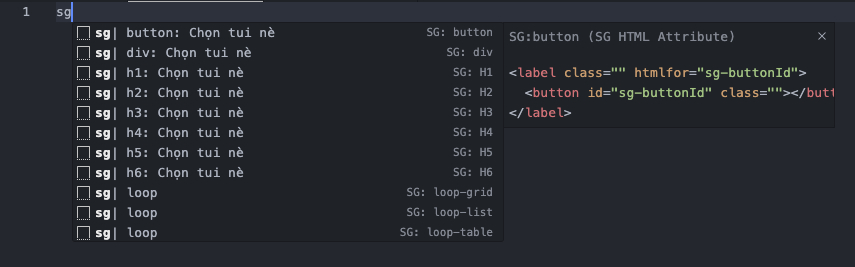 1 sg
sg| button: Chọn tui nè SG: button
sg| div: Chọn tui nè SG: div
sg| h1: Chọn tui nè SG: H1
sg| h2: Chọn tui nè SG: H2
sg| h3: Chọn tui nè SG: H3
sg| h4: Chọn tui nè SG: H4
sg| h5: Chọn tui nè SG: H5
sg| h6: Chọn tui nè SG: H6
sg| loop SG: loop-grid
sg| loop SG: loop-list
sg| loop SG: loop-table
SG:button (SG HTML Attribute)
<label class="" htmlfor="sg-buttonId">
<button id="sg-buttonId" class=""></butt
</label>